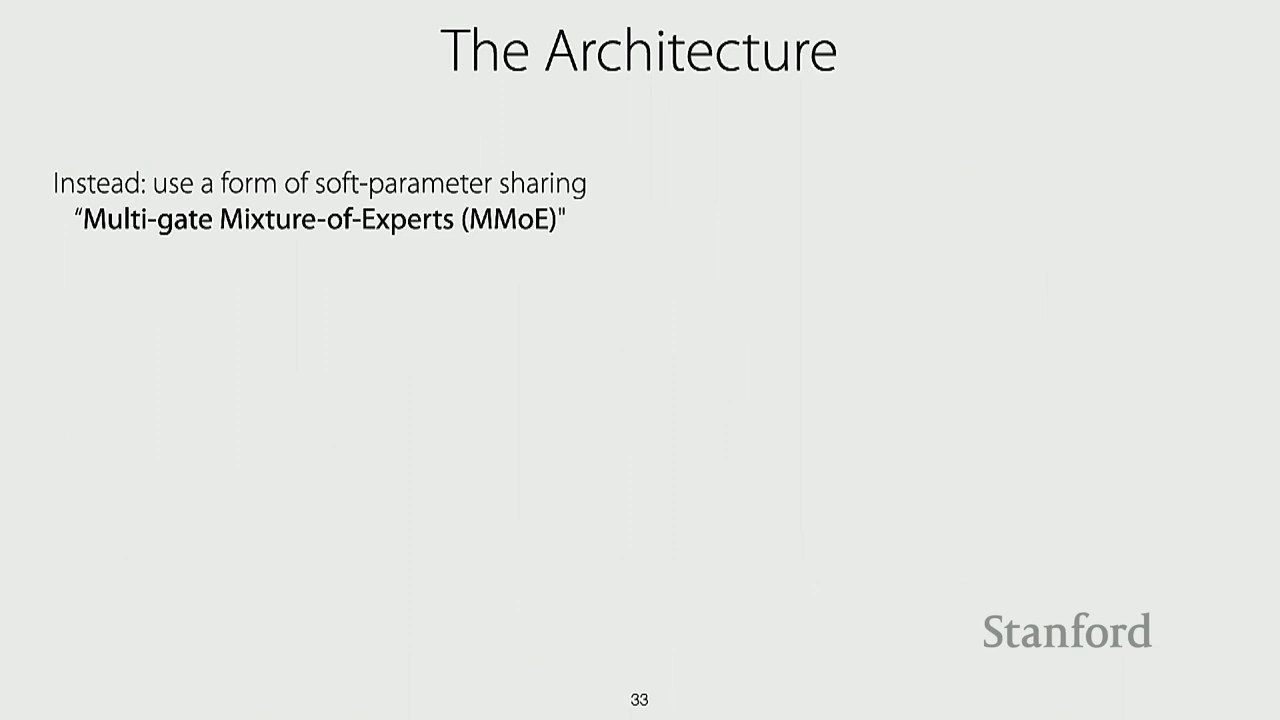 The Architecture
Instead: use a form of soft-parameter sharing
“Multi-gate Mixture-of-Experts (MMoE)"
Stanford
33